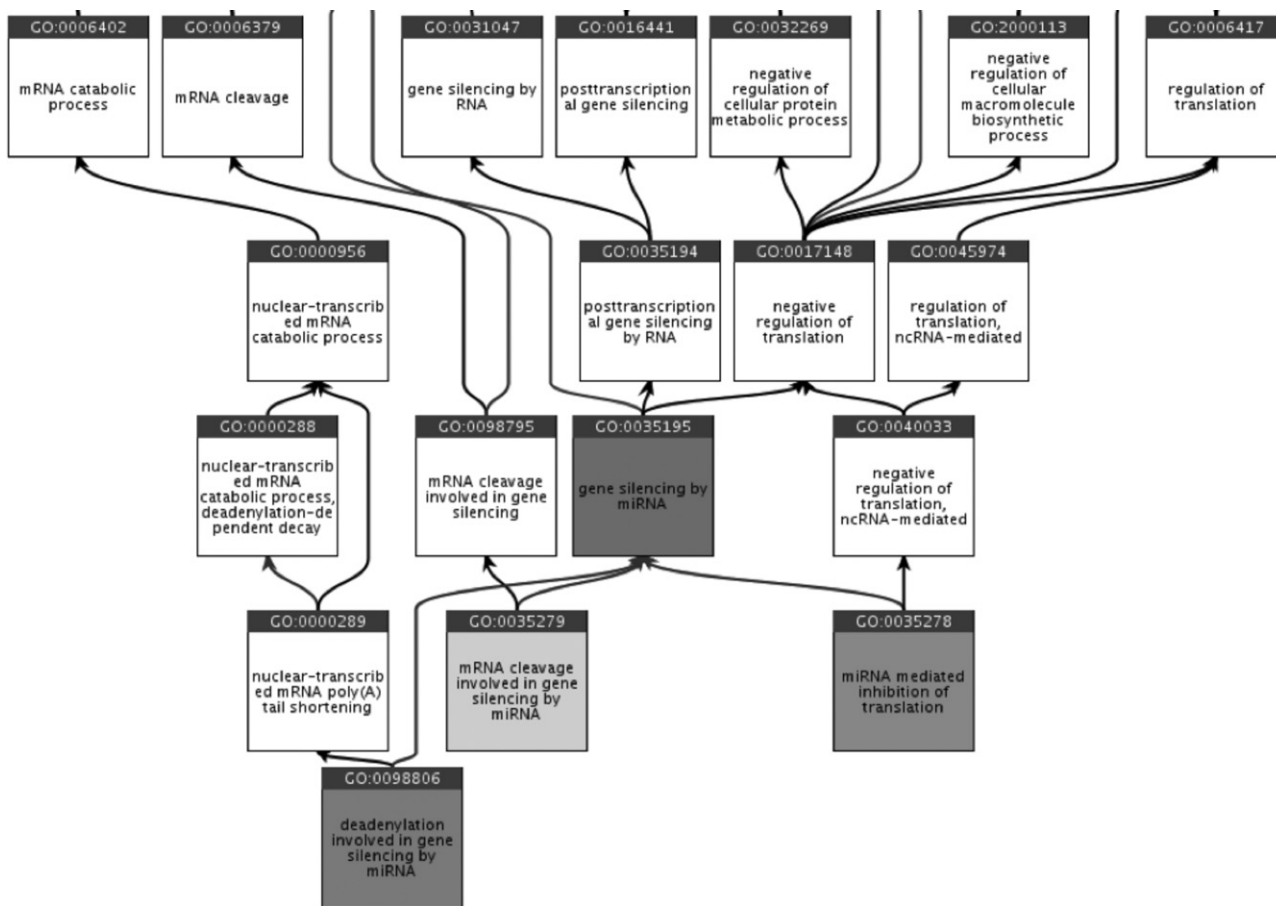 GO:0006402
mRNA catabolic
process
GO:0006379
mRNA cleavage
GO:0031047
gene silencing by
RNA
GO:0016441
posttranscription
al gene silencing
GO:0032269
negative
regulation of
cellular protein
metabolic process
GO:2000113
negative
regulation of
cellular
macromolecule
biosynthetic
process
GO:0006417
regulation of
translation
GO:0000956
nuclear-transcrib
ed mRNA
catabolic process
GO:0035194
posttranscription
al gene silencing
by RNA
GO:0017148
negative
regulation of
translation
GO:0045974
regulation of
translation,
ncRNA-mediated
GO:0000288
nuclear-transcrib
ed mRNA
catabolic process,
deadenylation-de
pendent decay
GO:0098795
mRNA cleavage
involved in gene
silencing
GO:0035195
gene silencing by
miRNA
GO:0040033
negative
regulation of
translation,
ncRNA-mediated
GO:0000289
nuclear-transcrib
ed mRNA poly(A)
tail shortening
GO:0035279
mRNA cleavage
involved in gene
silencing by
miRNA
GO:0035278
miRNA mediated
inhibition of
translation
GO:0098806
deadenylation
involved in gene
silencing by
miRNA